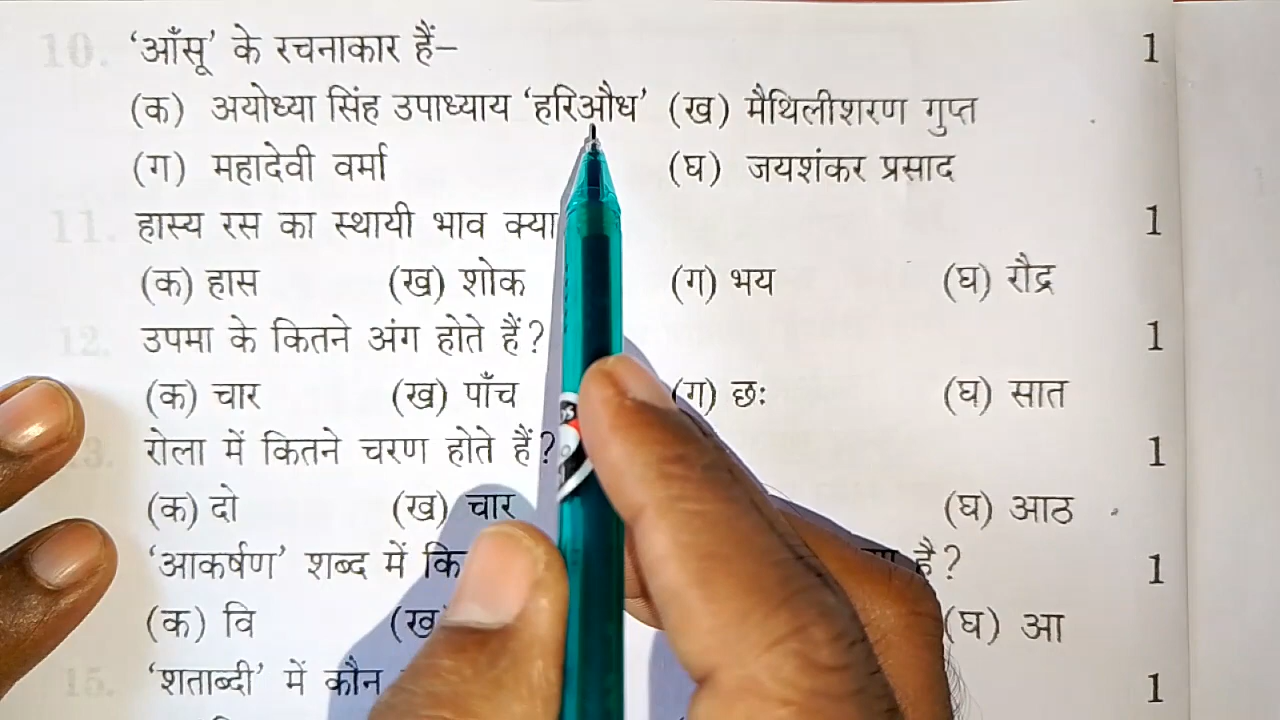 10. 'आँसू' के रचनाकार हैं– 1
(क) अयोध्या सिंह उपाध्याय 'हरिऔध' (ख) मैथिलीशरण गुप्त
(ग) महादेवी वर्मा (घ) जयशंकर प्रसाद
11. हास्य रस का स्थायी भाव क्या 1
(क) हास (ख) शोक (ग) भय (घ) रौद्र
12. उपमा के कितने अंग होते हैं? 1
(क) चार (ख) पाँच (ग) छः (घ) सात
13. रोला में कितने चरण होते हैं? 1
(क) दो (ख) चार (घ) आठ
'आकर्षण' शब्द में है? 1
(क) वि (ख) (घ) आ
15. 'शताब्दी' में कौन 1